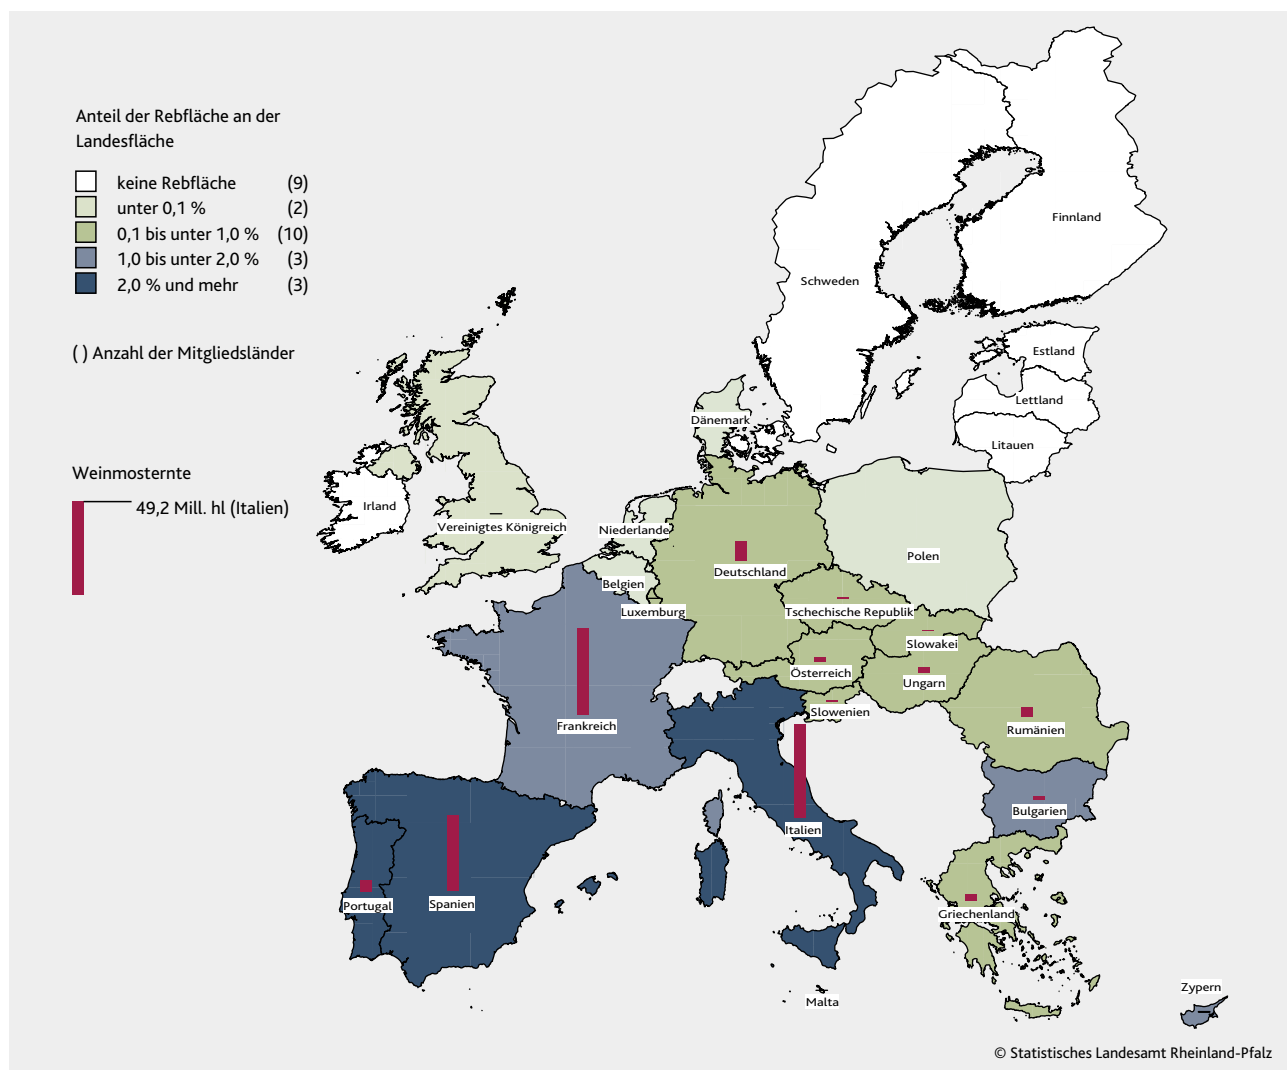 Anteil der Rebfläche an der
Landesfläche
keine Rebfläche (9)
unter 0,1 % (2)
0,1 bis unter 1,0 % (10)
1,0 bis unter 2,0 % (3)
2,0 % und mehr (3)
( ) Anzahl der Mitgliedsländer
Weinmosternte
49,2 Mill. hl (Italien)
Finnland
Schweden
Estland
Lettland
Litauen
Dänemark
Irland
Vereinigtes Königreich
Niederlande
Polen
Deutschland
Belgien
Luxemburg
Tschechische Republik
Slowakei
Österreich
Ungarn
Slowenien
Frankreich
Rumänien
Bulgarien
Italien
Portugal
Spanien
Griechenland
Malta
Zypern
© Statistisches Landesamt Rheinland-Pfalz